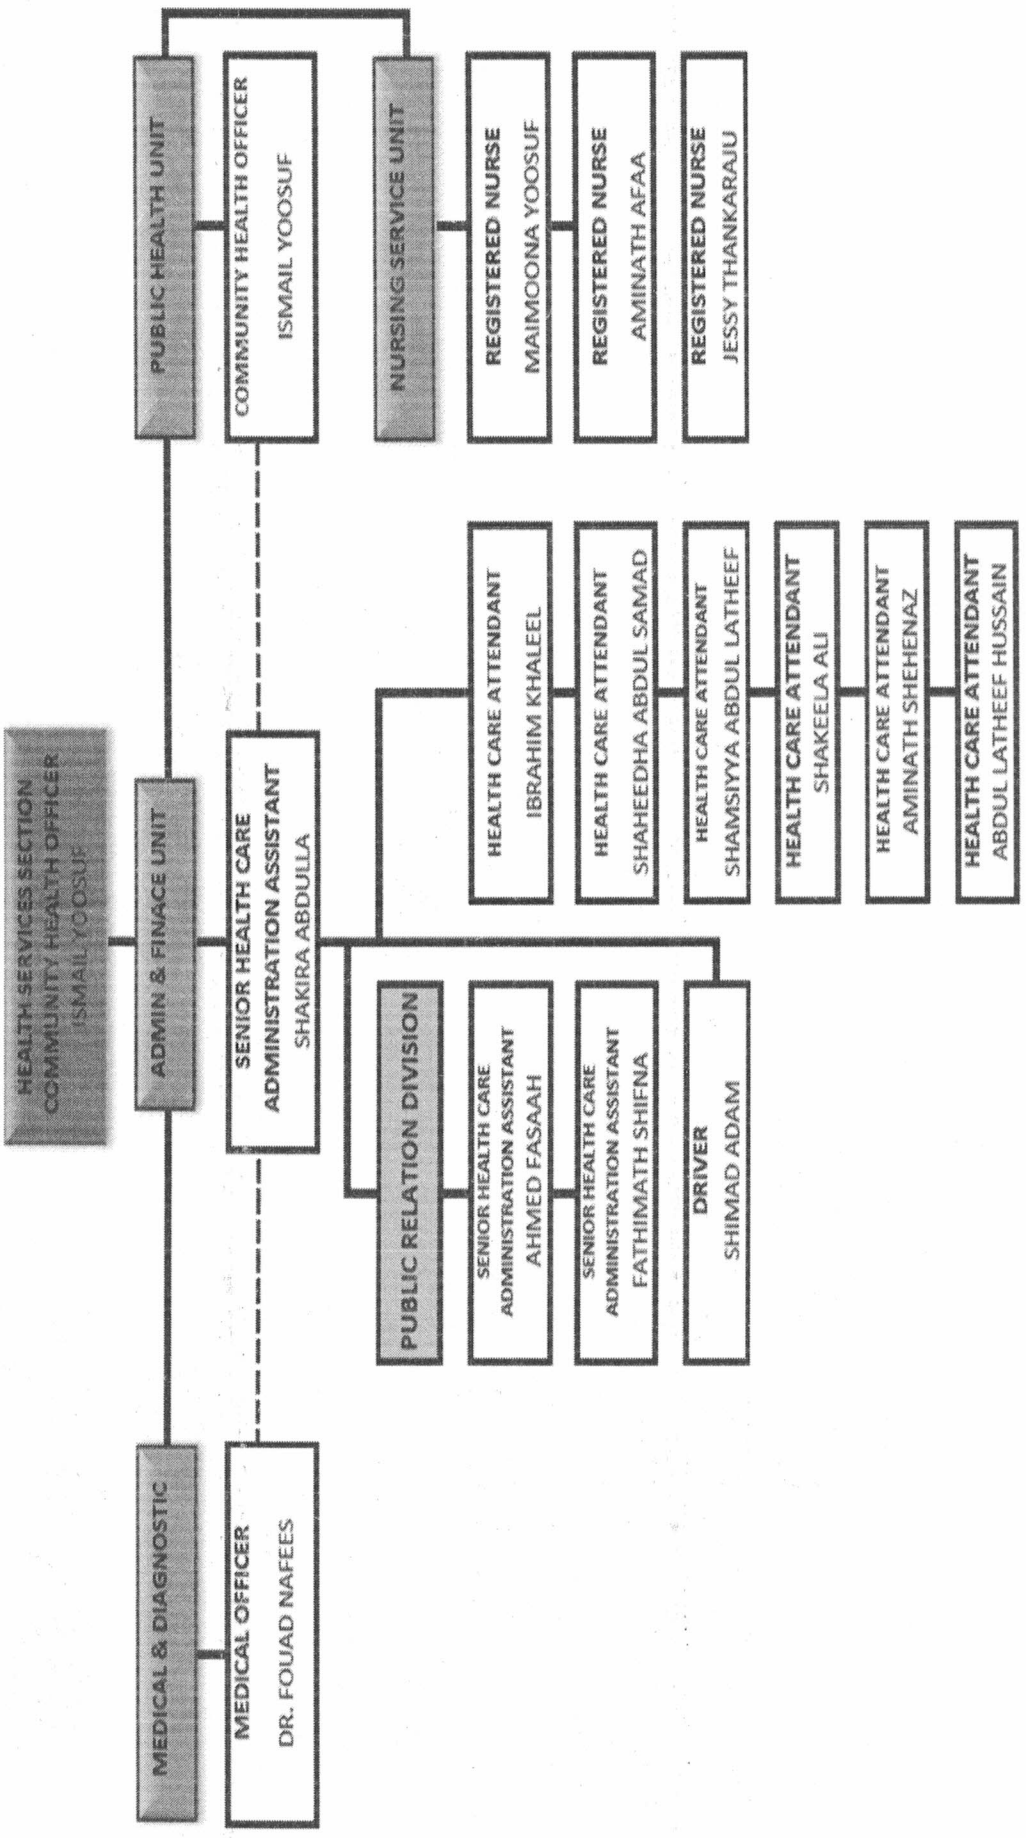 HEALTH SERVICES SECTION
COMMUNITY HEALTH OFFICER
ISMAIL YOOSUF
MEDICAL & DIAGNOSTIC
MEDICAL OFFICER
DR. FOUAD NAFEES
ADMIN & FINACE UNIT
SENIOR HEALTH CARE
ADMINISTRATION ASSISTANT
SHAKIRA ABDULLA
PUBLIC RELATION DIVISION
SENIOR HEALTH CARE
ADMINISTRATION ASSISTANT
AHMED FASAAH
SENIOR HEALTH CARE
ADMINISTRATION ASSISTANT
FATHIMATH SHIFNA
DRIVER
SHIMAD ADAM
HEALTH CARE ATTENDANT
IBRAHIM KHALEEL
HEALTH CARE ATTENDANT
SHAHEEDHA ABDUL SAMAD
HEALTH CARE ATTENDANT
SHAMSIYYA ABDUL LATHEEF
HEALTH CARE ATTENDANT
SHAKEELA ALI
HEALTH CARE ATTENDANT
AMINATH SHEHENAZ
HEALTH CARE ATTENDANT
ABDUL LATHEEF HUSSAIN
PUBLIC HEALTH UNIT
COMMUNITY HEALTH OFFICER
ISMAIL YOOSUF
NURSING SERVICE UNIT
REGISTERED NURSE
MAIMOONA YOOSUF
REGISTERED NURSE
AMINATH AFAA
REGISTERED NURSE
JESSY THANKARAJU